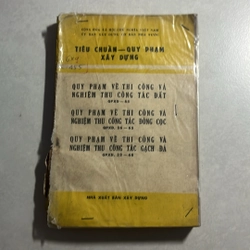 TIÊU CHUẨN — QUY PHẠM
XÂY DỰNG
QUY PHẠM VỀ THI CÔNG VÀ
NGHIỆM THU CÔNG TÁC ĐẤT
QUY PHẠM VỀ THI CÔNG VÀ
NGHIỆM THU CÔNG TÁC ĐÓNG CỌC
QUY PHẠM VỀ THI CÔNG VÀ
NGHIỆM THU CÔNG TÁC GẠCH ĐÁ
NHÀ XUẤT BẢN XÂY DỰNG